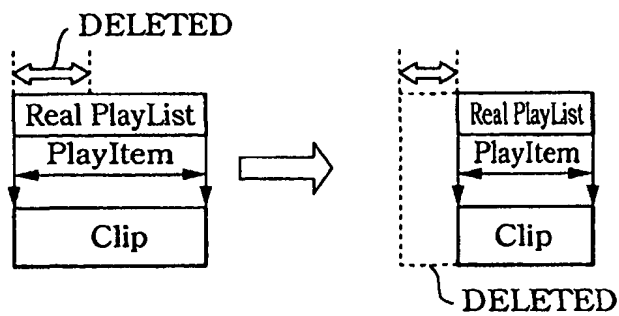 DELETED
Real PlayList
PlayItem
Clip
Real PlayList
PlayItem
Clip
DELETED